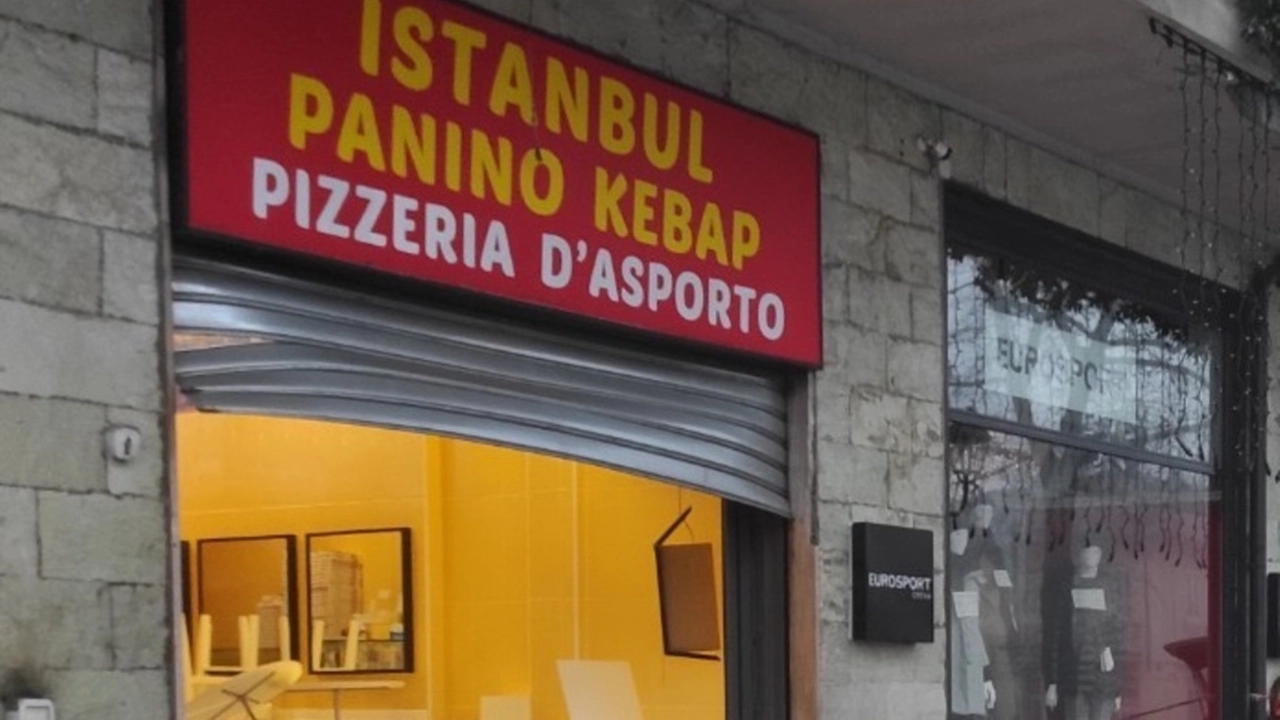 ISTANBUL
PANINO KEBAP
PIZZERIA D'ASPORTO
EUROSPORT
EUROSPORT